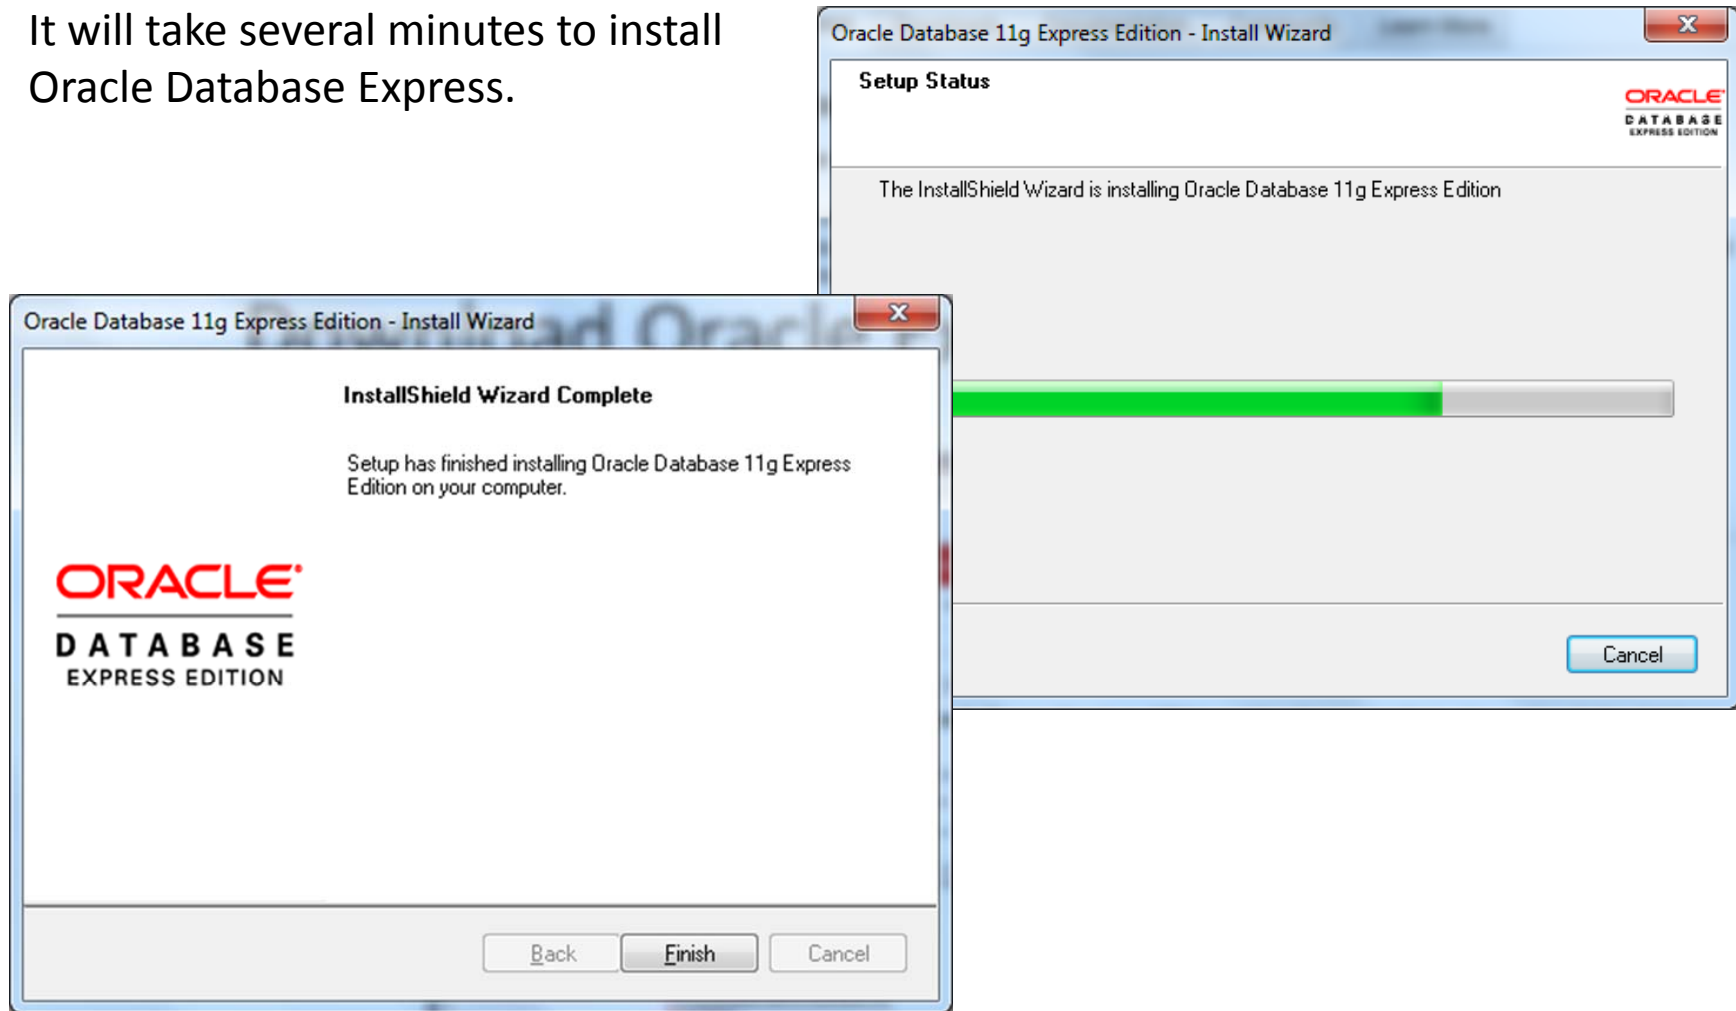 It will take several minutes to install
Oracle Database Express.
Oracle Database 11g Express Edition - Install Wizard
Setup Status
ORACLE
DATABASE
EXPRESS EDITION
The InstallShield Wizard is installing Oracle Database 11g Express Edition
Cancel
Oracle Database 11g Express Edition - Install Wizard
Download Oracle
InstallShield Wizard Complete
Setup has finished installing Oracle Database 11g Express
Edition on your computer.
ORACLE
DATABASE
EXPRESS EDITION
Back
Finish
Cancel